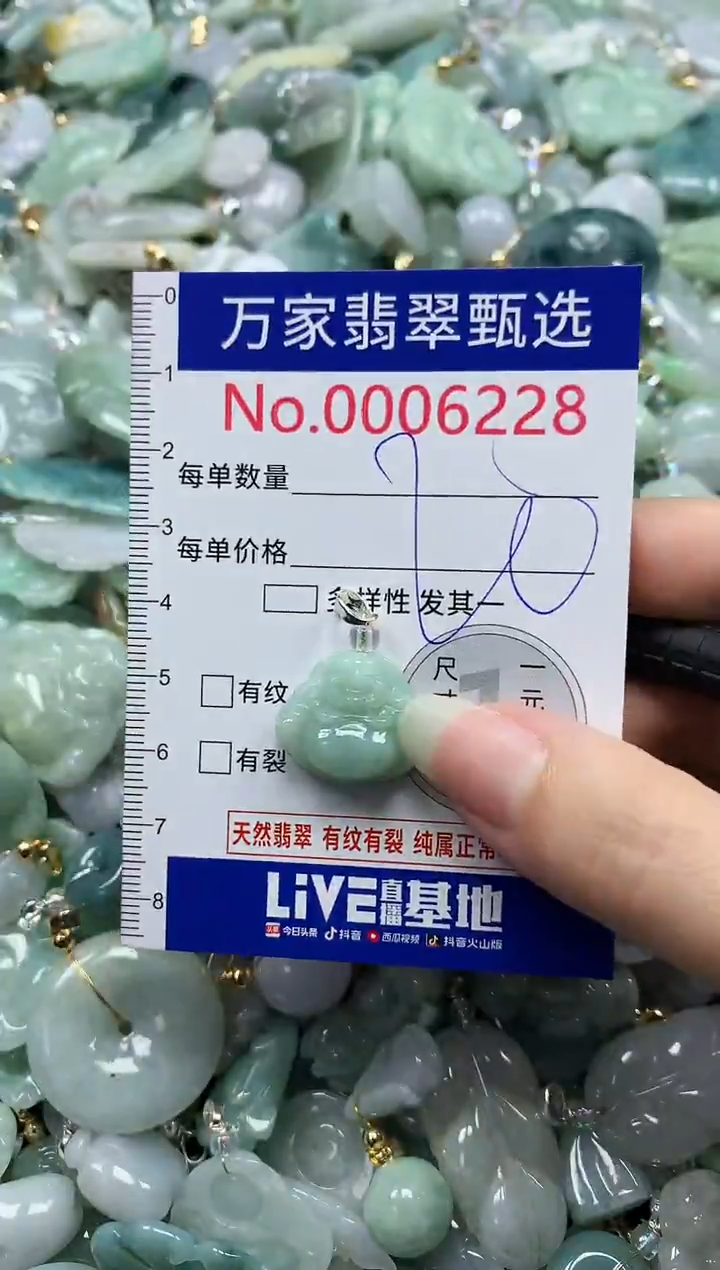 万家翡翠甄选
No.0006228
每单数量
每单价格
多样性 发其一
尺 一
元
有纹
有裂
天然翡翠 有纹有裂 纯属正常
LiVE直播基地
今日头条 抖音 西瓜视频 抖音火山版
0
1
2
3
4
5
6
7
8